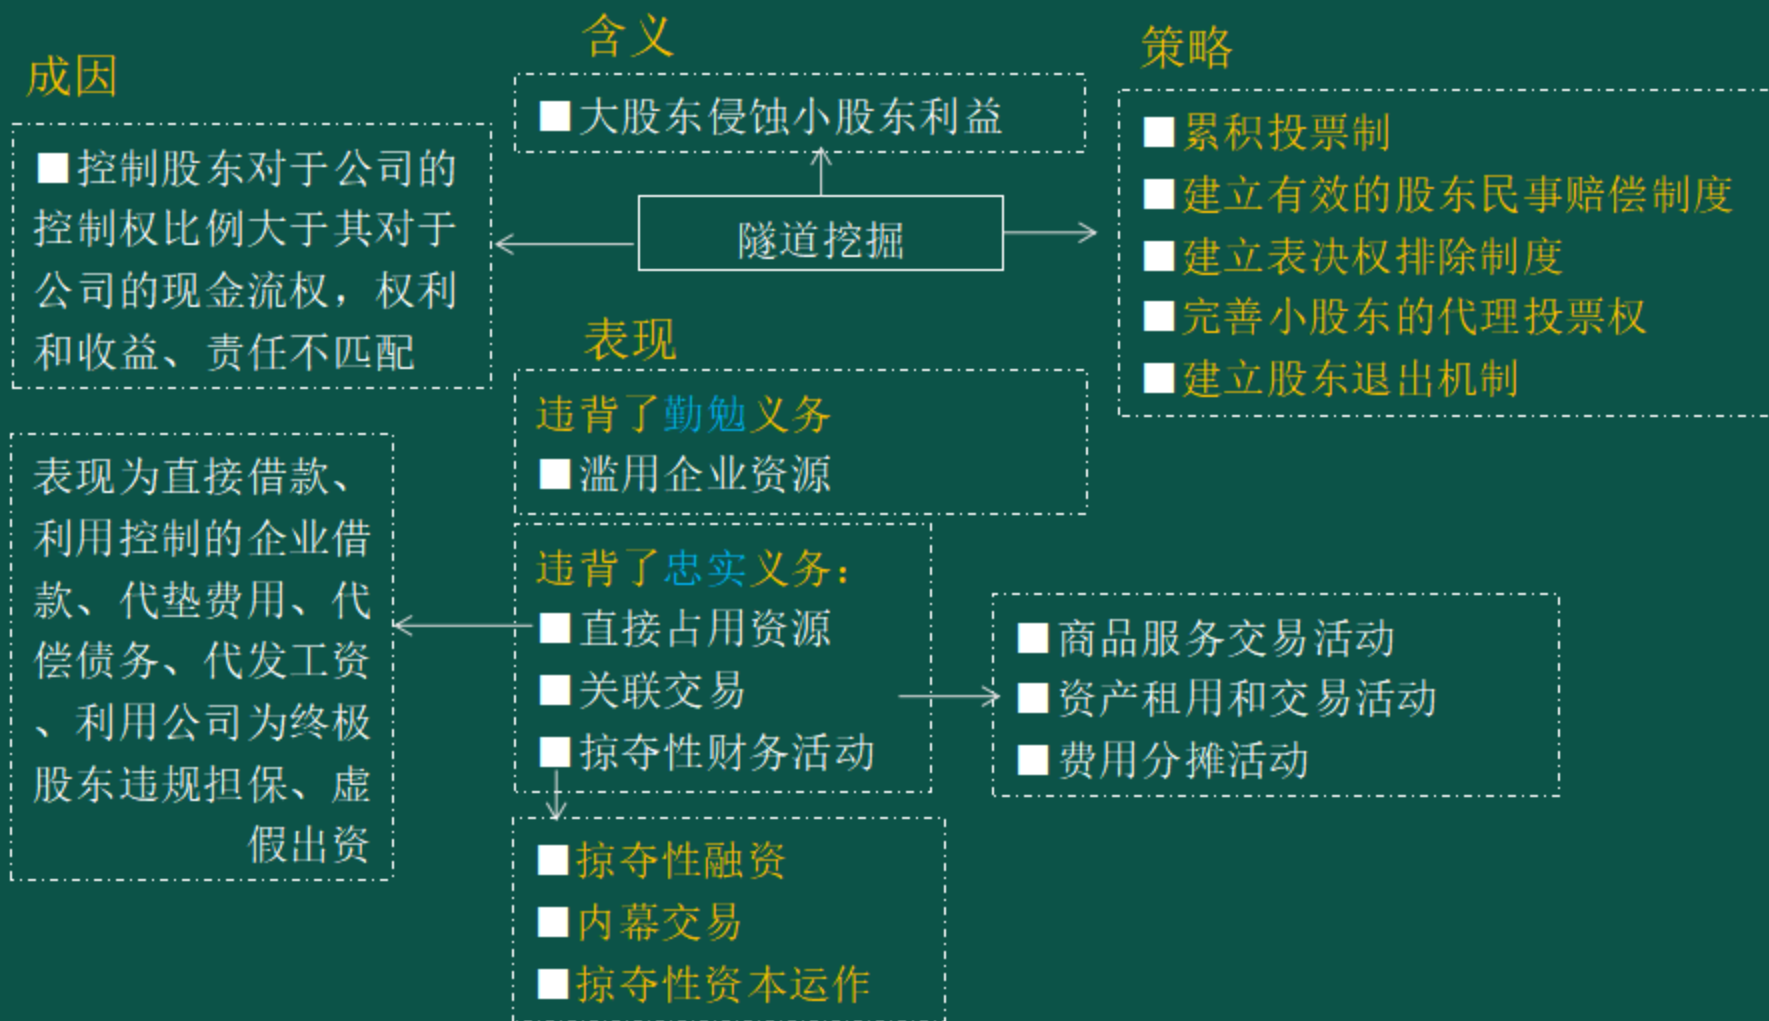 含义
■大股东侵蚀小股东利益
成因
■控制股东对于公司的
控制权比例大于其对于
公司的现金流权，权利
和收益、责任不匹配
隧道挖掘
策略
■累积投票制
■建立有效的股东民事赔偿制度
■建立表决权排除制度
■完善小股东的代理投票权
■建立股东退出机制
表现
违背了勤勉义务
■滥用企业资源
违背了忠实义务：
■直接占用资源
■关联交易
■掠夺性财务活动
表现为直接借款、
利用控制的企业借
款、代垫费用、代
偿债务、代发工资
、利用公司为终极
股东违规担保、虚
假出资
■商品服务交易活动
■资产租用和交易活动
■费用分摊活动
■掠夺性融资
■内幕交易
■掠夺性资本运作